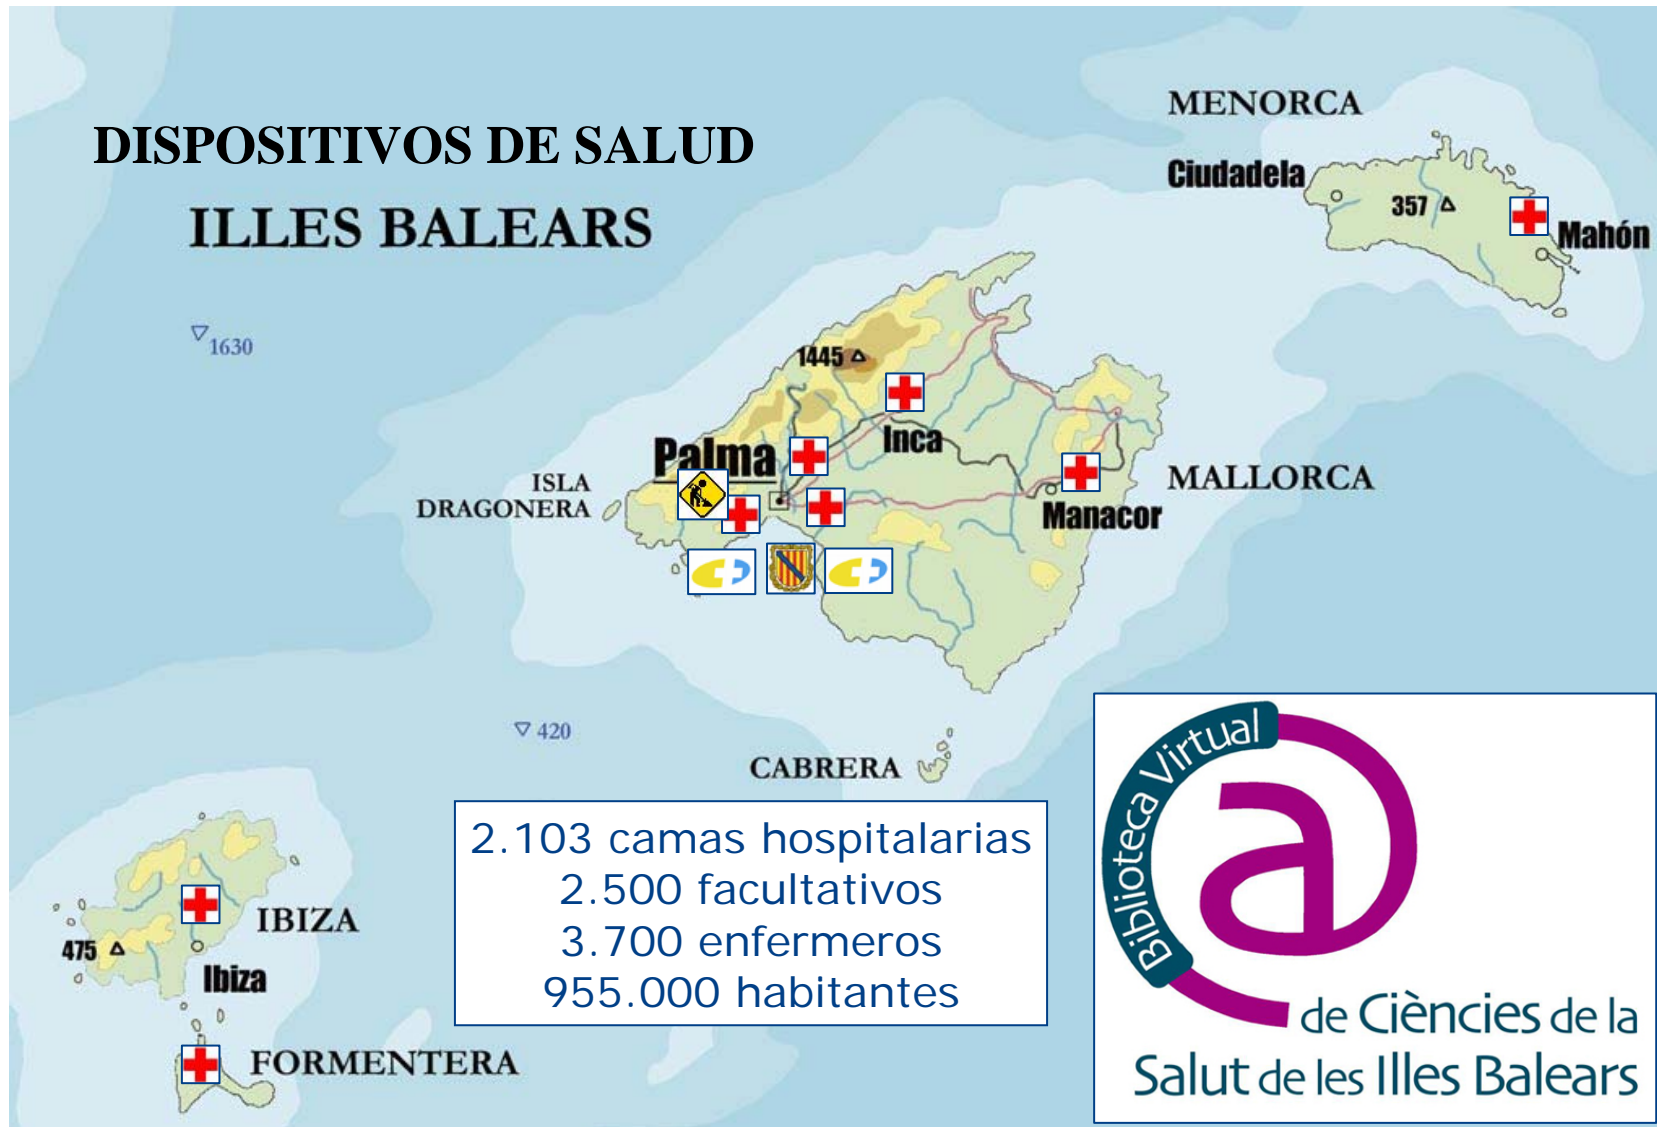 DISPOSITIVOS DE SALUD
ILLES BALEARS
MENORCA
Ciudadela
357
Mahón
1630
1445
Inca
Palma
ISLA
DRAGONERA
MALLORCA
Manacor
420
CABRERA
2.103 camas hospitalarias
2.500 facultativos
3.700 enfermeros
955.000 habitantes
IBIZA
475
Ibiza
FORMENTERA
Biblioteca Virtual
a
de Ciències de la
Salut de les Illes Balears